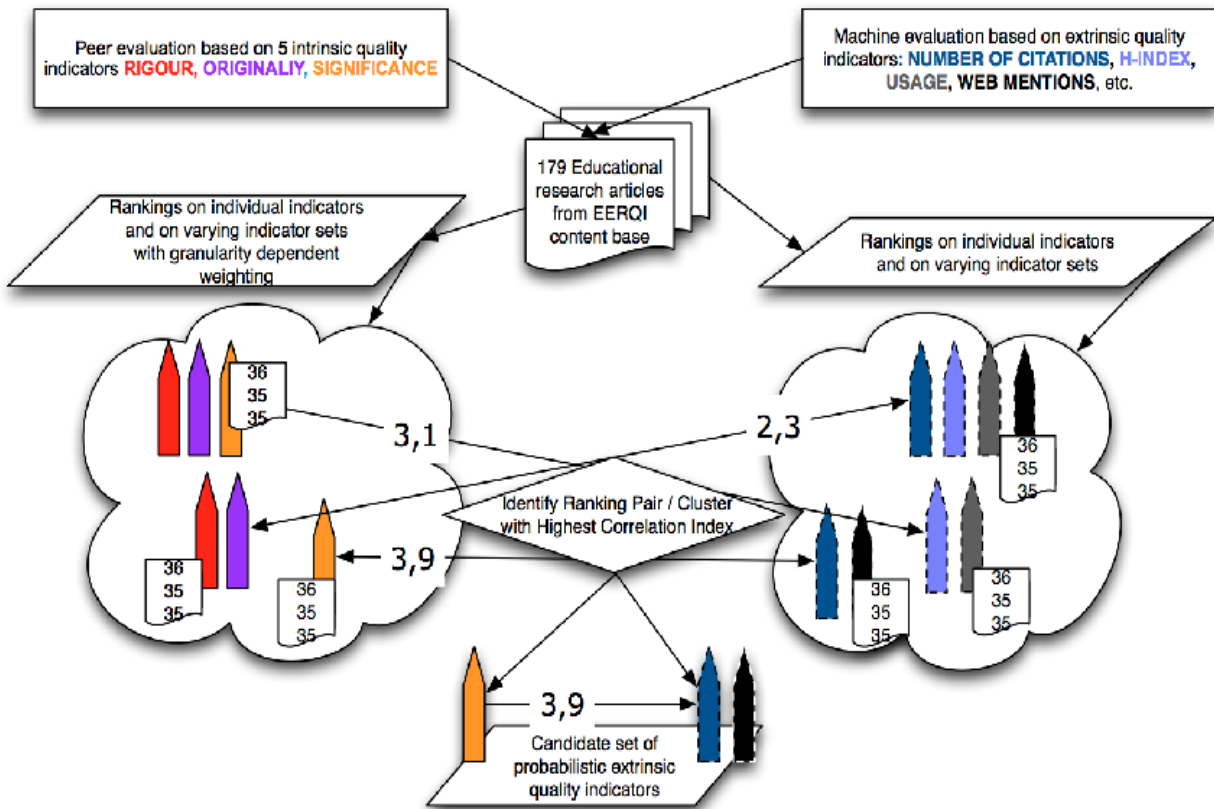 Peer evaluation based on 5 intrinsic quality
indicators RIGOUR, ORIGINALIY, SIGNIFICANCE
Machine evaluation based on extrinsic quality
indicators: NUMBER OF CITATIONS, H-INDEX,
USAGE, WEB MENTIONS, etc.
179 Educational
research articles
from EERQI
content base
Rankings on individual indicators
and on varying indicator sets
with granularity dependent
weighting
Rankings on individual indicators
and on varying indicator sets
36
35
35
3,1
2,3
36
35
35
Identify Ranking Pair / Cluster
with Highest Correlation Index
36
35
35
36
35
35
3,9
36
35
35
36
35
35
3,9
Candidate set of
probabilistic extrinsic
quality indicators